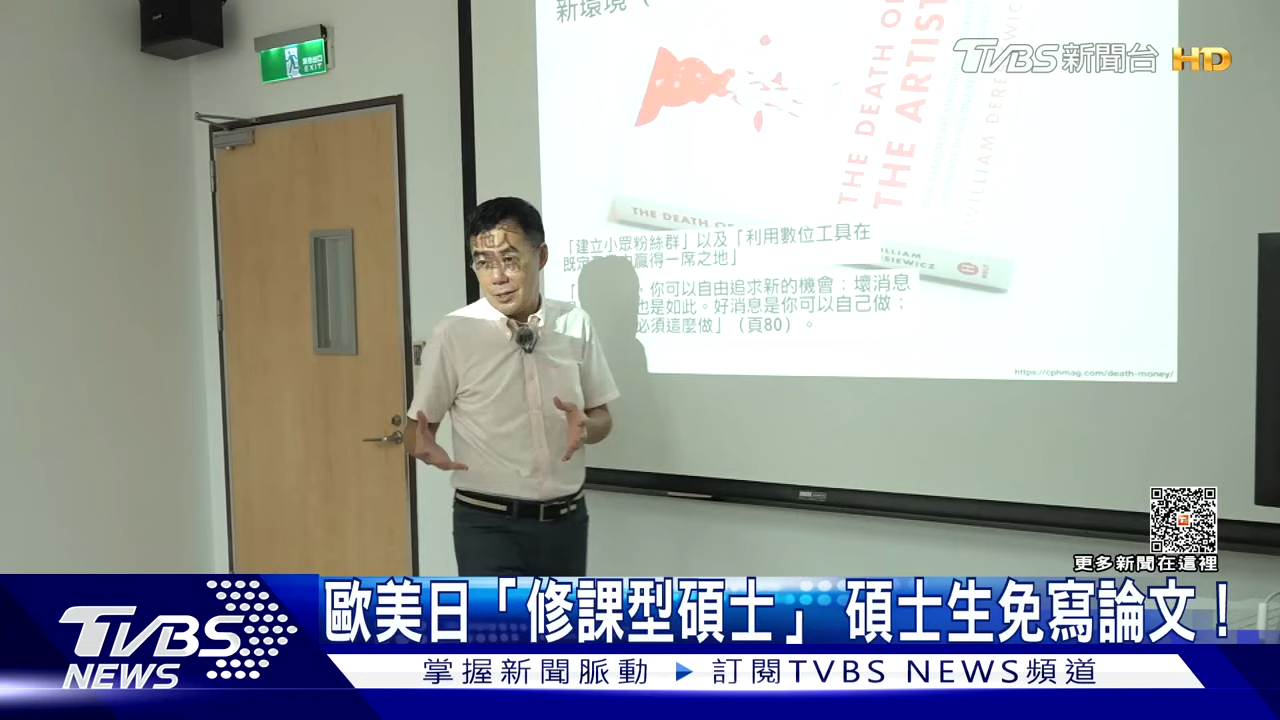 新環境（
TVBS新聞台 HD
緊急出口
EXIT
THE DEATH OF
THE ARTIST
WILLIAM DERE
THE DEATH OF
「建立小眾粉絲群」以及「利用數位工具在
贏得一席之地」
，你可以自由追求新的機會；壞消息
也是如此。好消息是你可以自己做；
必須這麼做」（頁80）。
https://cphmag.com/death-money/
更多新聞在這裡
歐美日「修課型碩士」 碩士生免寫論文！
TVBS
NEWS
掌握新聞脈動 ▶ 訂閱TVBS NEWS頻道